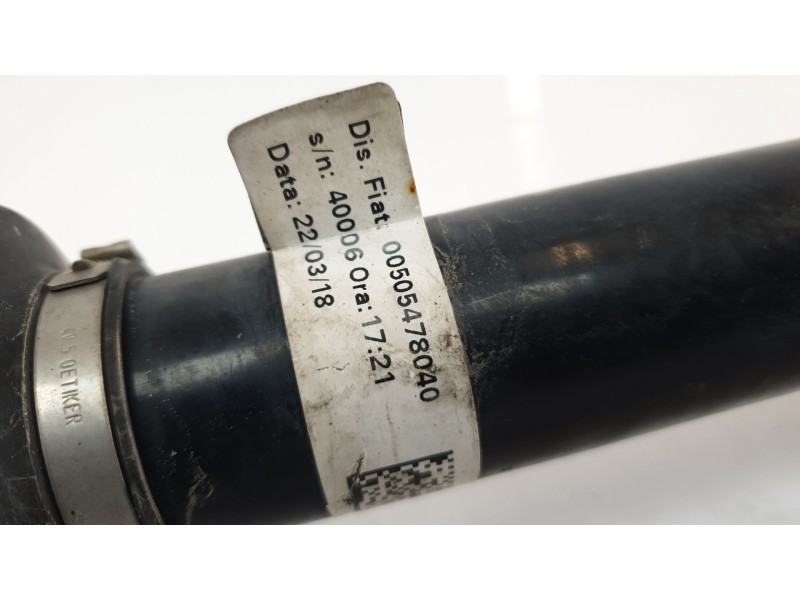 Dis. Fiat: 00505478040
s/n: 40006 Ora: 17:21
Data: 22/03/18
OETIKER